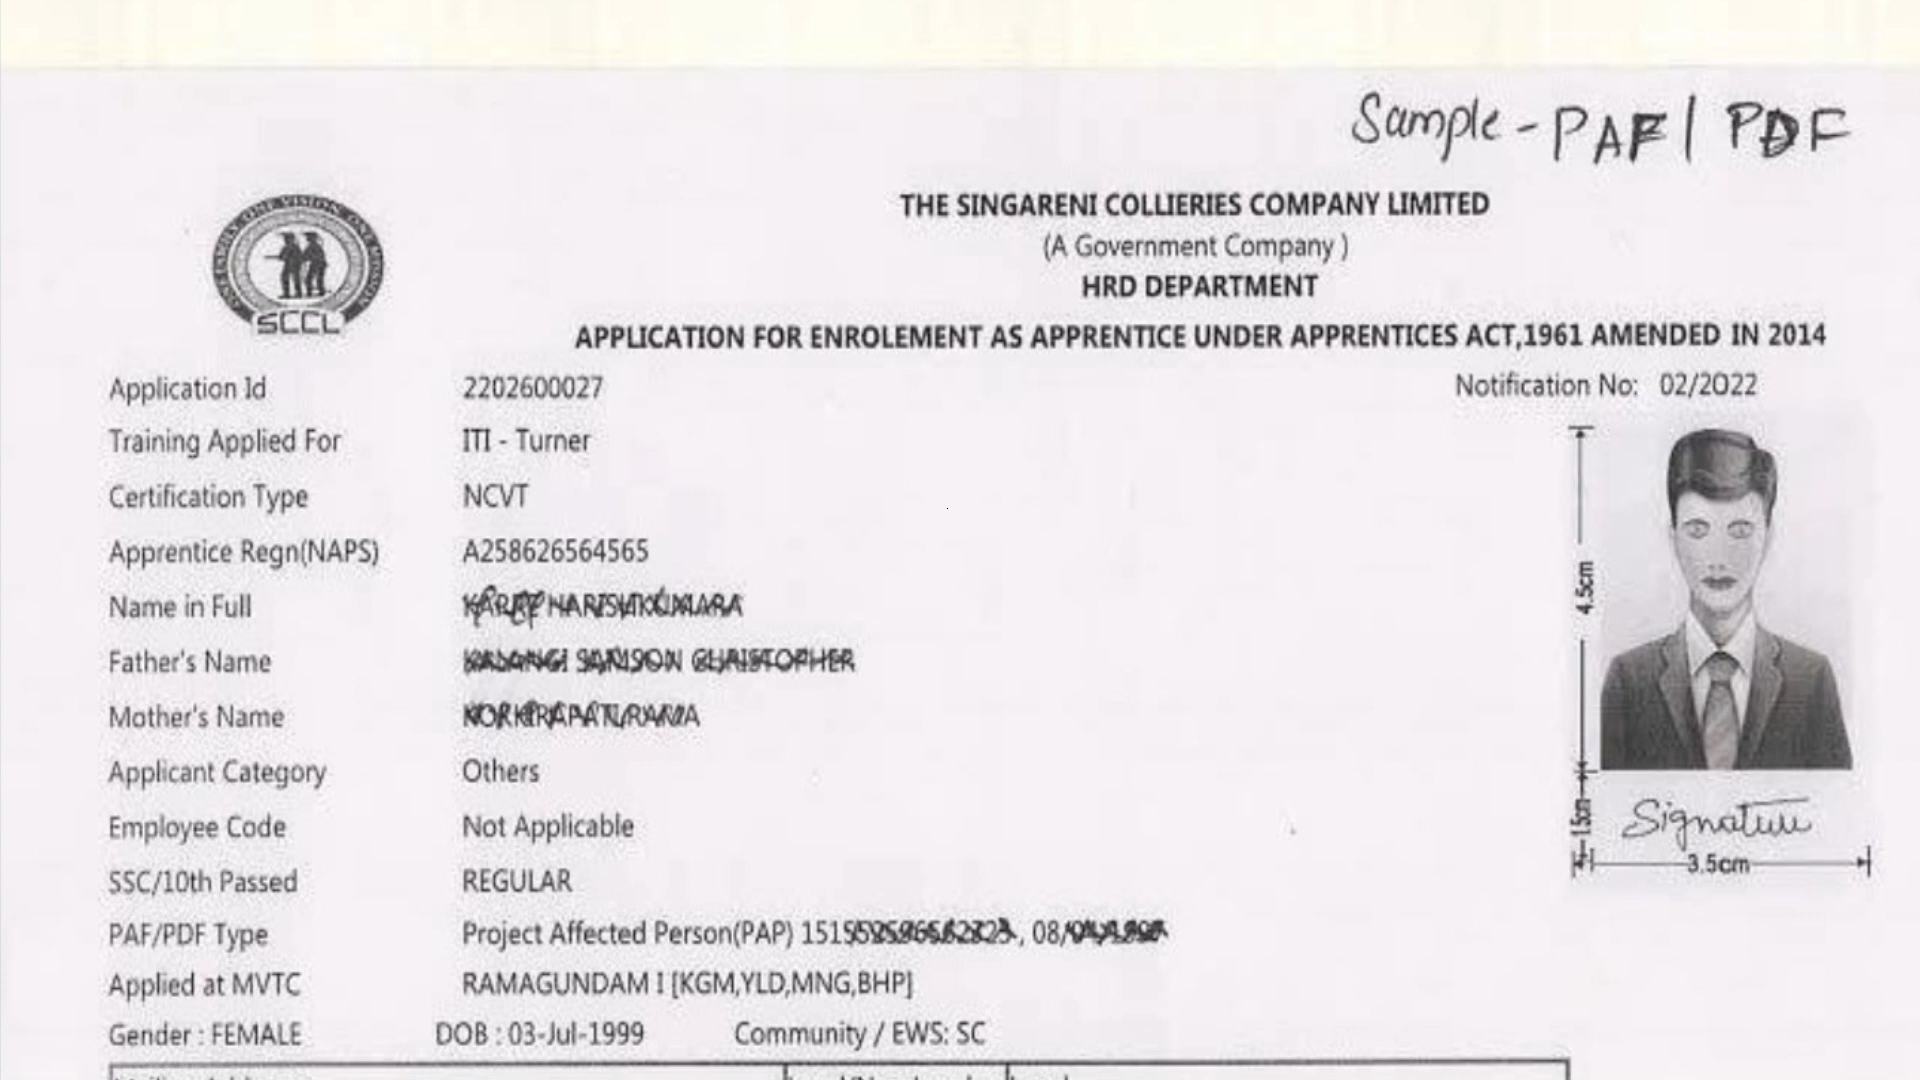 Sample - PAF / PDF
THE SINGARENI COLLIERIES COMPANY LIMITED
(A Government Company )
HRD DEPARTMENT
SCCL
APPLICATION FOR ENROLEMENT AS APPRENTICE UNDER APPRENTICES ACT,1961 AMENDED IN 2014
Application Id 2202600027 Notification No: 02/2022
Training Applied For ITI - Turner
Certification Type NCVT
Apprentice Regn(NAPS) A258626564565
Name in Full
Father's Name
Mother's Name
Applicant Category Others
Employee Code Not Applicable
SSC/10th Passed REGULAR
PAF/PDF Type Project Affected Person(PAP)
Applied at MVTC RAMAGUNDAM I [KGM,YLD,MNG,BHP]
Gender : FEMALE DOB : 03-Jul-1999 Community / EWS: SC
4.5cm
Signature
1.5cm
3.5cm